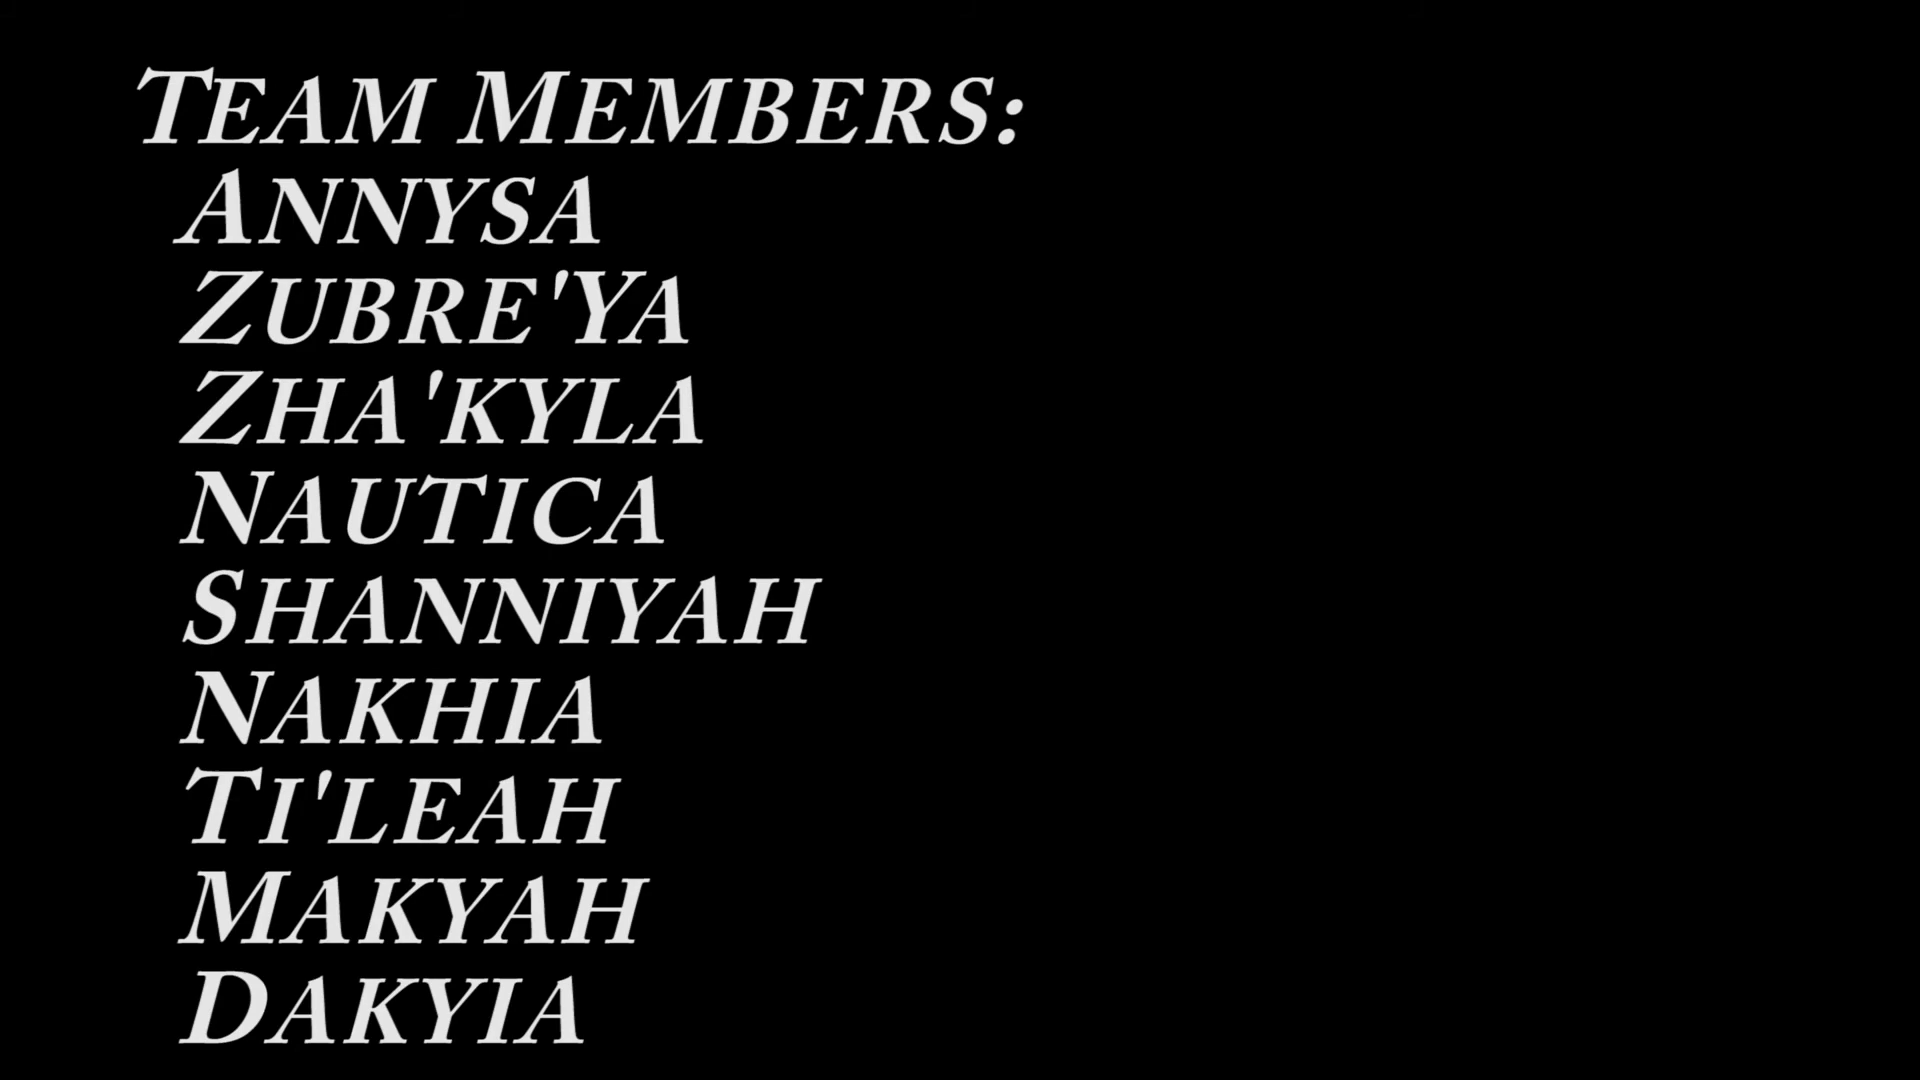 Team Members:
Annysa
Zubre'Ya
Zha'kyla
Nautica
Shanniyah
Nakhia
Ti'leah
Makyah
Dakyia